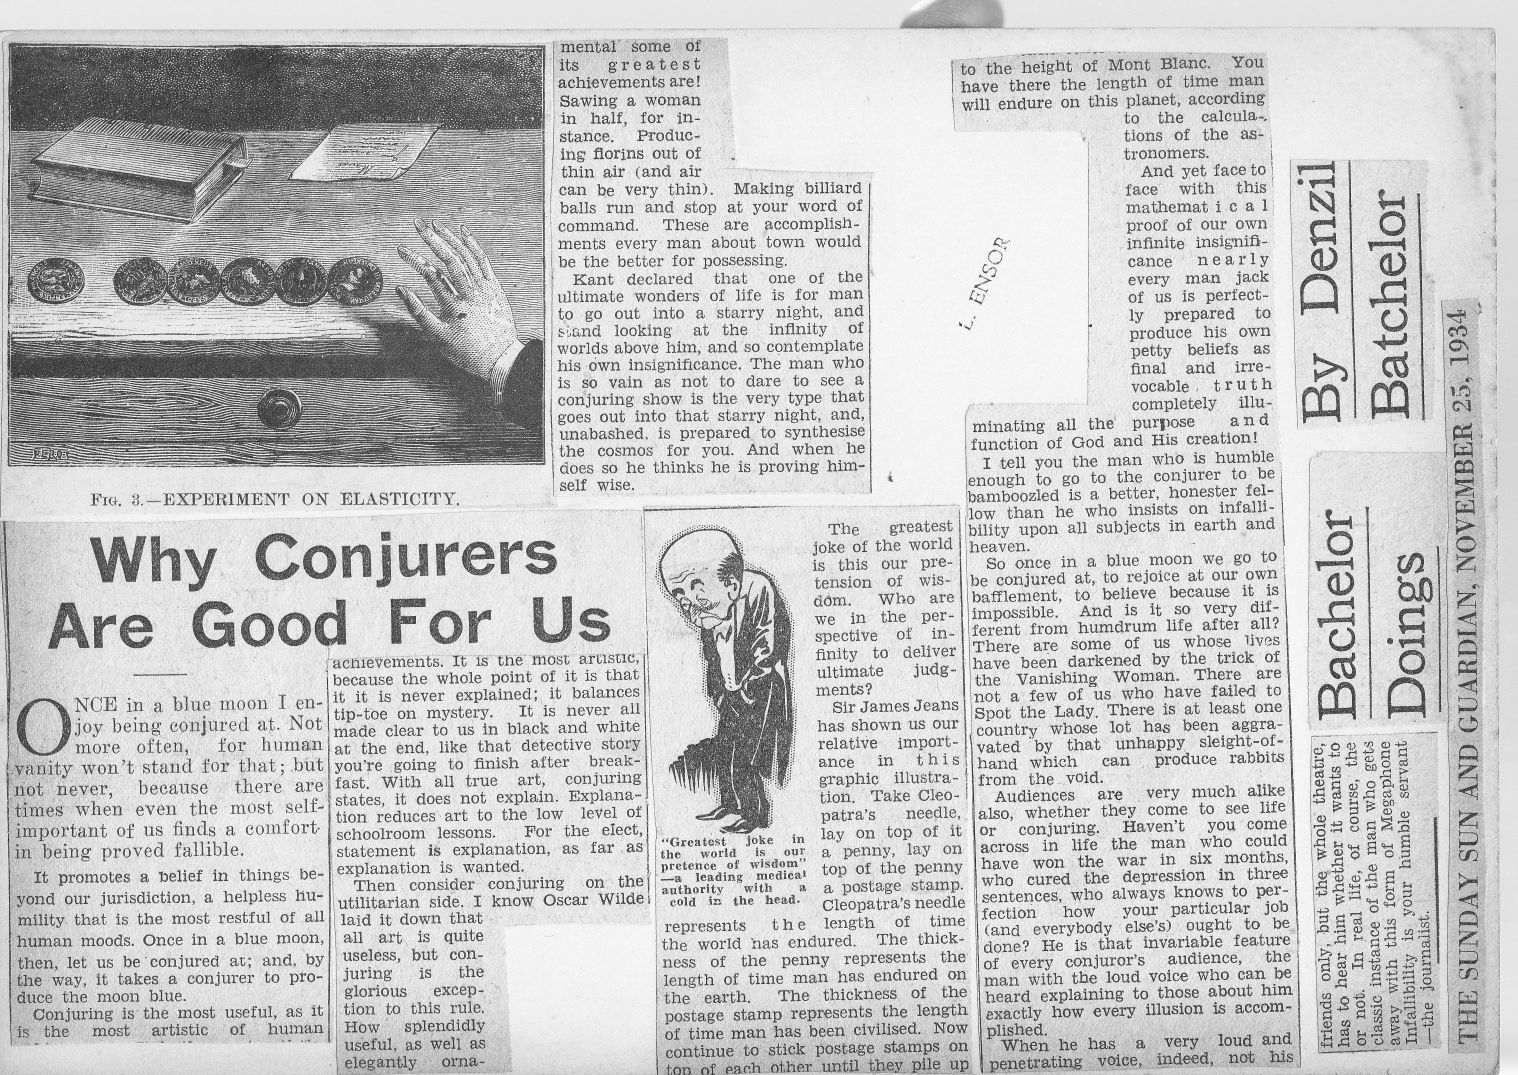 FIG. 3.—EXPERIMENT ON ELASTICITY.
Why Conjurers
Are Good For Us
ONCE in a blue moon I en-
joy being conjured at. Not
more often, for human
vanity won't stand for that; but
not never, because there are
times when even the most self-
important of us finds a comfort
in being proved fallible.
It promotes a belief in things be-
yond our jurisdiction, a helpless hu-
mility that is the most restful of all
human moods. Once in a blue moon,
then, let us be conjured at; and, by
the way, it takes a conjurer to pro-
duce the moon blue.
Conjuring is the most useful, as it
is the most artistic of human
achievements. It is the most artistic,
because the whole point of it is that
it it is never explained; it balances
tip-toe on mystery. It is never all
made clear to us in black and white
at the end, like that detective story
you're going to finish after break-
fast. With all true art, conjuring
states, it does not explain. Explana-
tion reduces art to the low level of
schoolroom lessons. For the elect,
statement is explanation, as far as
explanation is wanted.
Then consider conjuring on the
utilitarian side. I know Oscar Wilde
laid it down that
all art is quite
useless, but con-
juring is the
glorious excep-
tion to this rule.
How splendidly
useful, as well as
elegantly orna-
mental some of
its greatest
achievements are!
Sawing a woman
in half, for in-
stance. Produc-
ing florins out of
thin air (and air
can be very thin). Making billiard
balls run and stop at your word of
command. These are accomplish-
ments every man about town would
be the better for possessing.
Kant declared that one of the
ultimate wonders of life is for man
to go out into a starry night, and
stand looking at the infinity of
worlds above him, and so contemplate
his own insignificance. The man who
is so vain as not to dare to see a
conjuring show is the very type that
goes out into that starry night, and,
unabashed, is prepared to synthesise
the cosmos for you. And when he
does so he thinks he is proving him-
self wise.
"Greatest joke in
the world is our
pretence of wisdom"
—a leading medical
authority with a
cold in the head.
The greatest
joke of the world
is this our pre-
tension of wis-
dom. Who are
we in the per-
spective of in-
finity to deliver
ultimate judg-
ments?
Sir James Jeans
has shown us our
relative import-
ance in this
graphic illustra-
tion. Take Cleo-
patra's needle,
lay on top of it
a penny, lay on
top of the penny
a postage stamp.
Cleopatra's needle
represents the length of time
the world has endured. The thick-
ness of the penny represents the
length of time man has endured on
the earth. The thickness of the
postage stamp represents the length
of time man has been civilised. Now
continue to stick postage stamps on
top of each other until they pile up
to the height of Mont Blanc. You
have there the length of time man
will endure on this planet, according
to the calcula-
tions of the as-
tronomers.
And yet face to
face with this
mathematical
proof of our own
infinite insignifi-
cance nearly
every man jack
of us is perfect-
ly prepared to
produce his own
petty beliefs as
final and irre-
vocable truth
completely illu-
minating all the purpose and
function of God and His creation!
I tell you the man who is humble
enough to go to the conjurer to be
bamboozled is a better, honester fel-
low than he who insists on infalli-
bility upon all subjects in earth and
heaven.
So once in a blue moon we go to
be conjured at, to rejoice at our own
bafflement, to believe because it is
impossible. And is it so very dif-
ferent from humdrum life after all?
There are some of us whose lives
have been darkened by the trick of
the Vanishing Woman. There are
not a few of us who have failed to
Spot the Lady. There is at least one
country whose lot has been aggra-
vated by that unhappy sleight-of-
hand which can produce rabbits
from the void.
Audiences are very much alike
also, whether they come to see life
or conjuring. Haven't you come
across in life the man who could
have won the war in six months,
who cured the depression in three
sentences, who always knows to per-
fection how your particular job
(and everybody else's) ought to be
done? He is that invariable feature
of every conjuror's audience, the
man with the loud voice who can be
heard explaining to those about him
exactly how every illusion is accom-
plished.
When he has a very loud and
penetrating voice, indeed, not his
friends only, but the whole theatre,
has to hear him whether it wants to
or not. In real life, of course, the
classic instance of the man who gets
away with this form of Megaphone
Infallibility is your humble servant
—the journalist.
L. ENSOR
By Denzil
Batchelor
Bachelor
Doings
THE SUNDAY SUN AND GUARDIAN, NOVEMBER 25, 1934